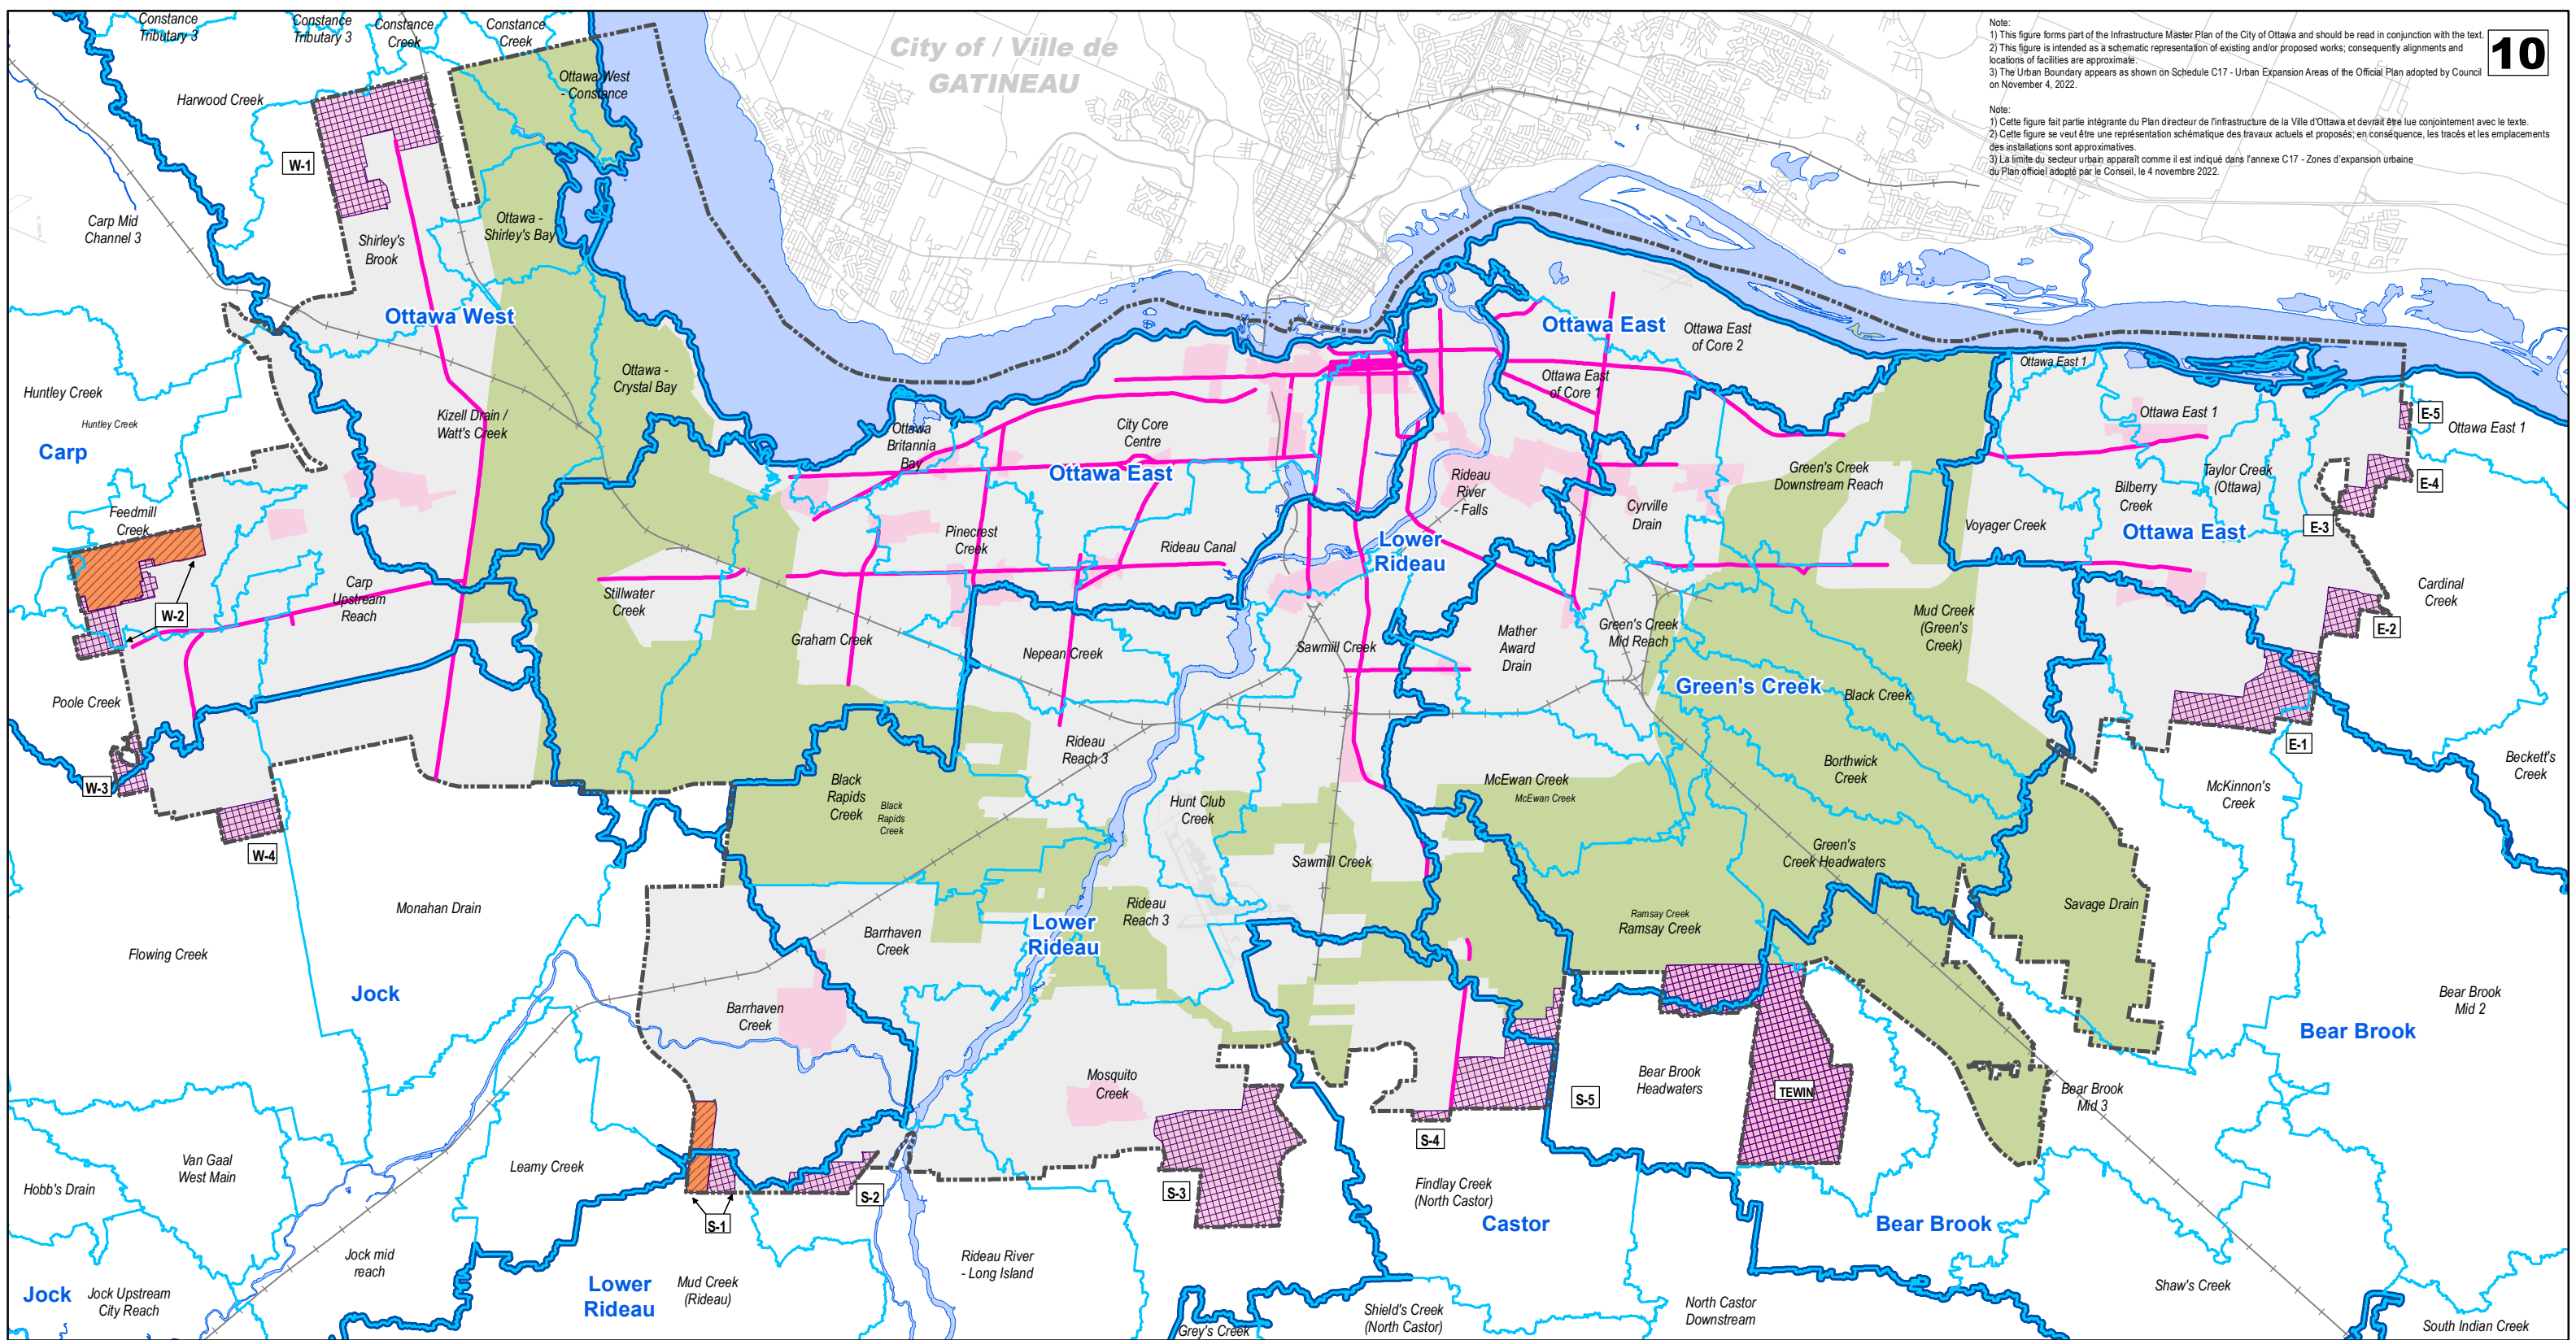 Note:
1) This figure forms part of the Infrastructure Master Plan of the City of Ottawa and should be read in conjunction with the text.
2) This figure is intended as a schematic representation of existing and/or proposed works; consequently alignments and
locations of facilities are approximate.
3) The Urban Boundary appears as shown on Schedule C17 - Urban Expansion Areas of the Official Plan adopted by Council
on November 4, 2022.
Note:
1) Cette figure fait partie intégrante du Plan directeur de l'infrastructure de la Ville d'Ottawa et devrait être lue conjointement avec le texte.
2) Cette figure se veut être une représentation schématique des travaux actuels et proposés; en conséquence, les tracés et les emplacements
des installations sont approximatives.
3) La limite du secteur urbain apparaît comme il est indiqué dans l'annexe C17 - Zones d'expansion urbaine
du Plan officiel adopté par le Conseil, le 4 novembre 2022.
10
City of / Ville de
GATINEAU
Constance
Tributary 3
Constance
Tributary 3
Constance
Creek
Constance
Creek
Harwood Creek
Ottawa West
- Constance
W-1
Carp Mid
Channel 3
Shirley's
Brook
Ottawa -
Shirley's Bay
Ottawa West
Ottawa -
Crystal Bay
Huntley Creek
Huntley Creek
Carp
Kizell Drain /
Watt's Creek
Ottawa
Britannia
Bay
City Core
Centre
Ottawa East
Ottawa East
Ottawa East
of Core 2
Ottawa East
of Core 1
Ottawa East 1
Ottawa East 1
E-5
Ottawa East 1
Rideau
River
- Falls
Green's Creek
Downstream Reach
Taylor Creek
(Ottawa)
E-4
Bilberry
Creek
Feedmill
Creek
Pinecrest
Creek
Rideau Canal
Lower
Rideau
Cyrville
Drain
Voyager Creek
E-3
Ottawa East
Carp
Upstream
Reach
W-2
Stillwater
Creek
Graham Creek
Nepean Creek
Sawmill Creek
Mather
Award
Drain
Green's Creek
Mid Reach
Mud Creek
(Green's
Creek)
Cardinal
Creek
E-2
Green's Creek
Black Creek
Poole Creek
E-1
Rideau
Reach 3
Borthwick
Creek
Beckett's
Creek
W-3
Black
Rapids
Creek
Black
Rapids
Creek
Hunt Club
Creek
McEwan Creek
McEwan Creek
McKinnon's
Creek
W-4
Sawmill Creek
Green's
Creek Headwaters
Monahan Drain
Rideau
Reach 3
Ramsay Creek
Ramsay Creek
Savage Drain
Flowing Creek
Barrhaven
Creek
Lower
Rideau
Jock
Barrhaven
Creek
Bear Brook
Mid 2
Bear Brook
Mosquito
Creek
Bear Brook
Headwaters
TEWIN
S-5
Bear Brook
Mid 3
S-4
Van Gaal
West Main
Hobb's Drain
Leamy Creek
S-2
S-3
S-1
Findlay Creek
(North Castor)
Castor
Bear Brook
Jock mid
reach
Rideau River
- Long Island
Jock
Jock Upstream
City Reach
Lower
Rideau
Mud Creek
(Rideau)
Shaw's Creek
Grey's Creek
Shield's Creek
(North Castor)
North Castor
Downstream
South Indian Creek